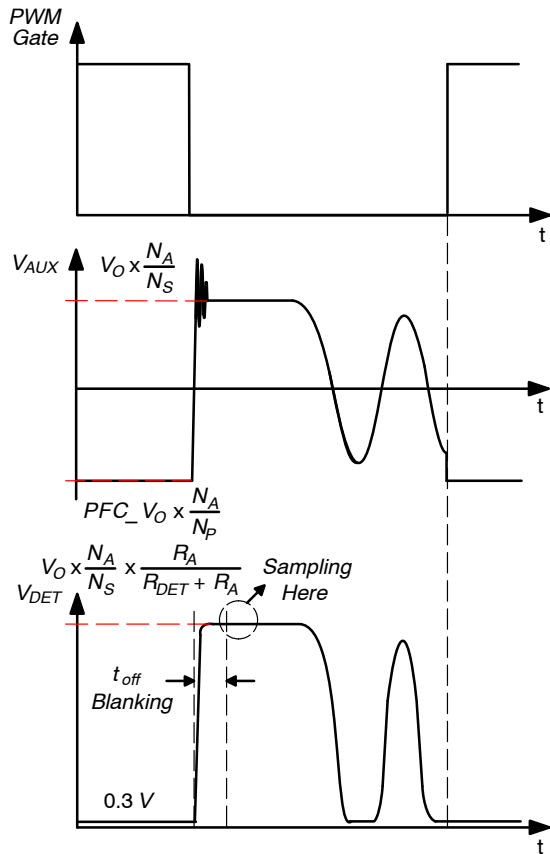 PWM
Gate
t
V_AUX
V_O x N_A/N_S
t
PFC_V_O x N_A/N_P
V_O x N_A/N_S x R_A/(R_DET + R_A)
Sampling
Here
V_DET
t_off
Blanking
0.3 V
t